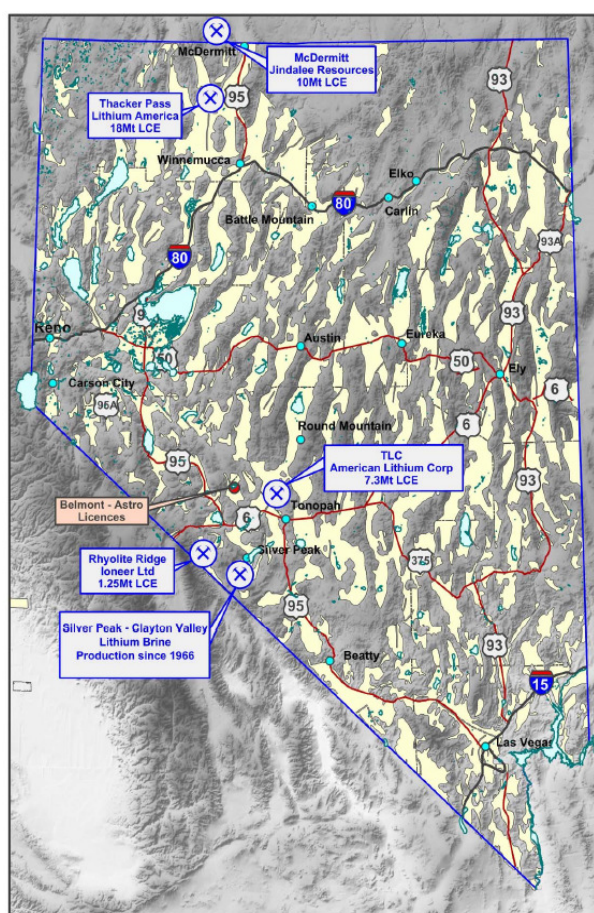 McDermitt
McDermitt
Jindalee Resources
10Mt LCE
93
Thacker Pass
Lithium America
18Mt LCE
95
Winnemucca
Elko
80
Carlin
Battle Mountain
80
93A
93
9
Reno
Austin
Eureka
50
50
Ely
Carson City
6
96A
Round Mountain
6
95
TLC
American Lithium Corp
7.3Mt LCE
93
Belmont - Astro
Licences
6
Tonopah
Silver Peak
Rhyolite Ridge
Ioneer Ltd
1.25Mt LCE
375
95
Silver Peak - Clayton Valley
Lithium Brine
Production since 1966
93
Beatty
15
Las Vegas